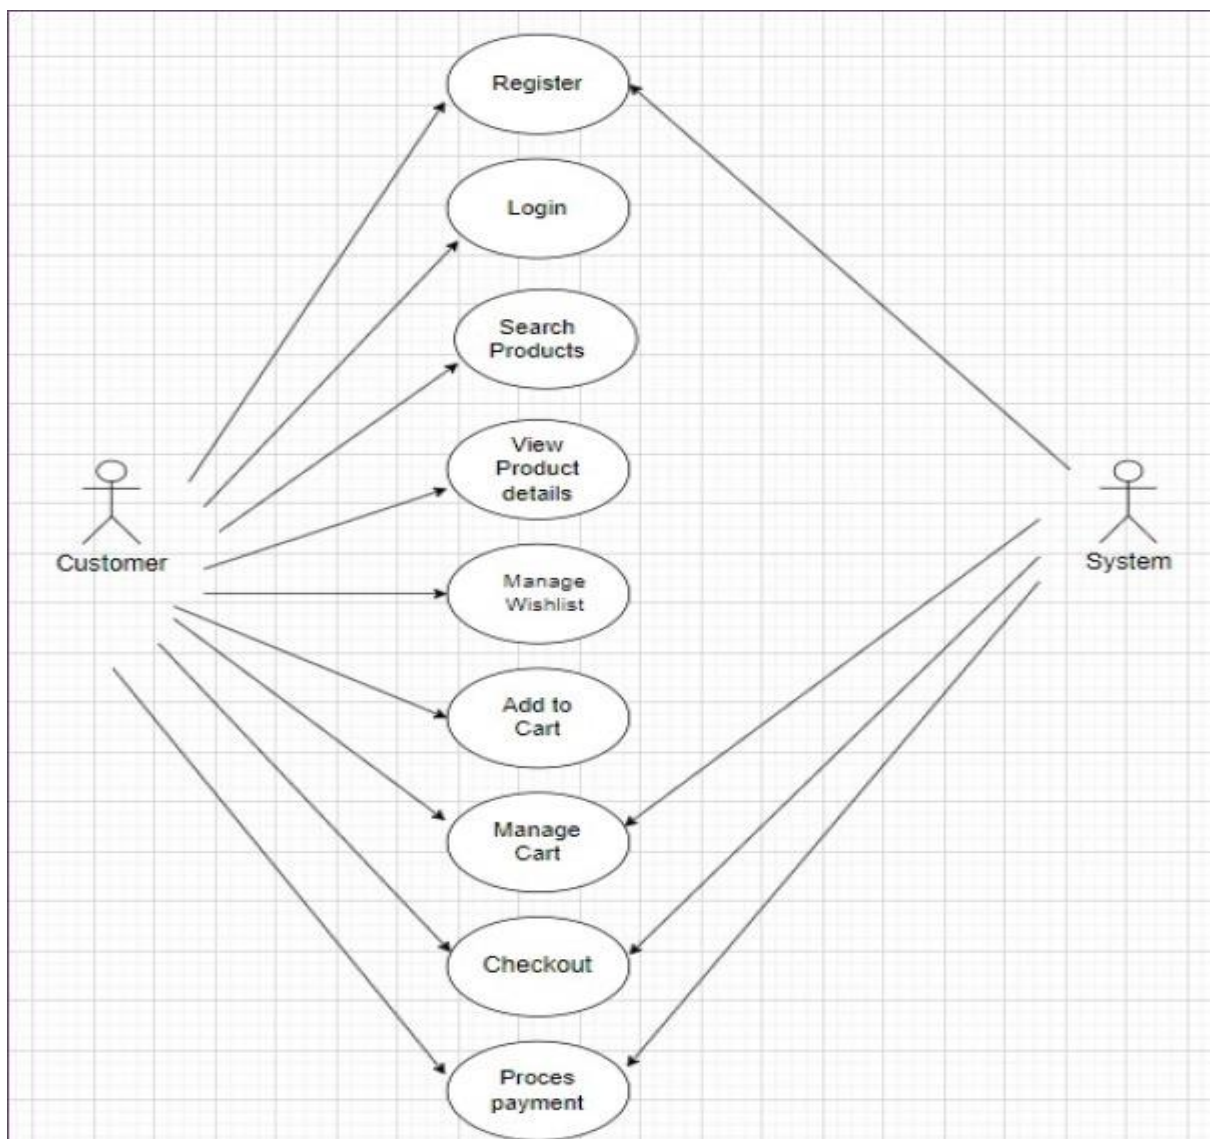 Register
Login
Search
Products
View
Product
details
Customer
System
Manage
Wishlist
Add to
Cart
Manage
Cart
Checkout
Proces
payment